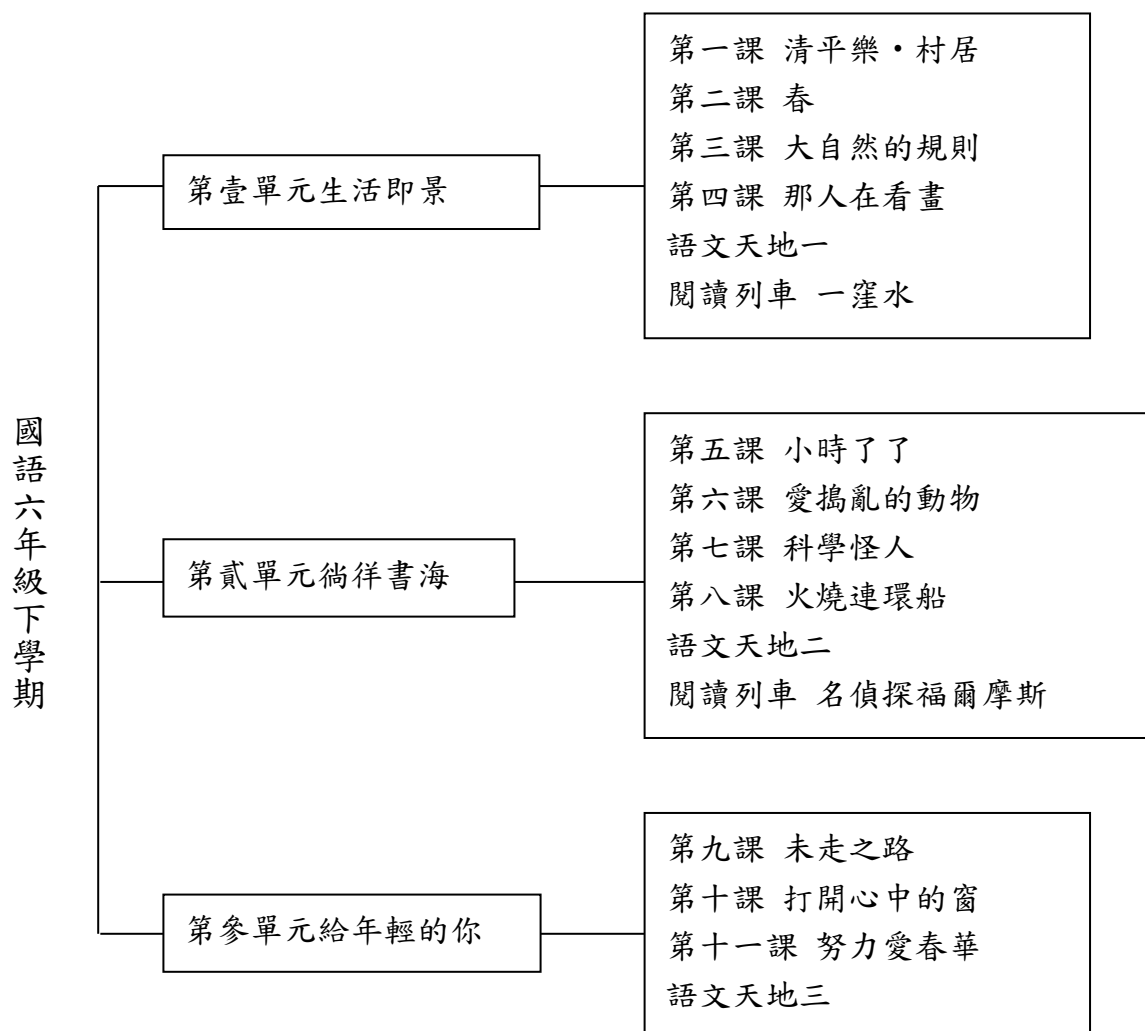 國語六年級下學期
第壹單元生活即景
第一課 清平樂・村居
第二課 春
第三課 大自然的規則
第四課 那人在看畫
語文天地一
閱讀列車 一窪水
第貳單元徜徉書海
第五課 小時了了
第六課 愛搗亂的動物
第七課 科學怪人
第八課 火燒連環船
語文天地二
閱讀列車 名偵探福爾摩斯
第參單元給年輕的你
第九課 未走之路
第十課 打開心中的窗
第十一課 努力愛春華
語文天地三